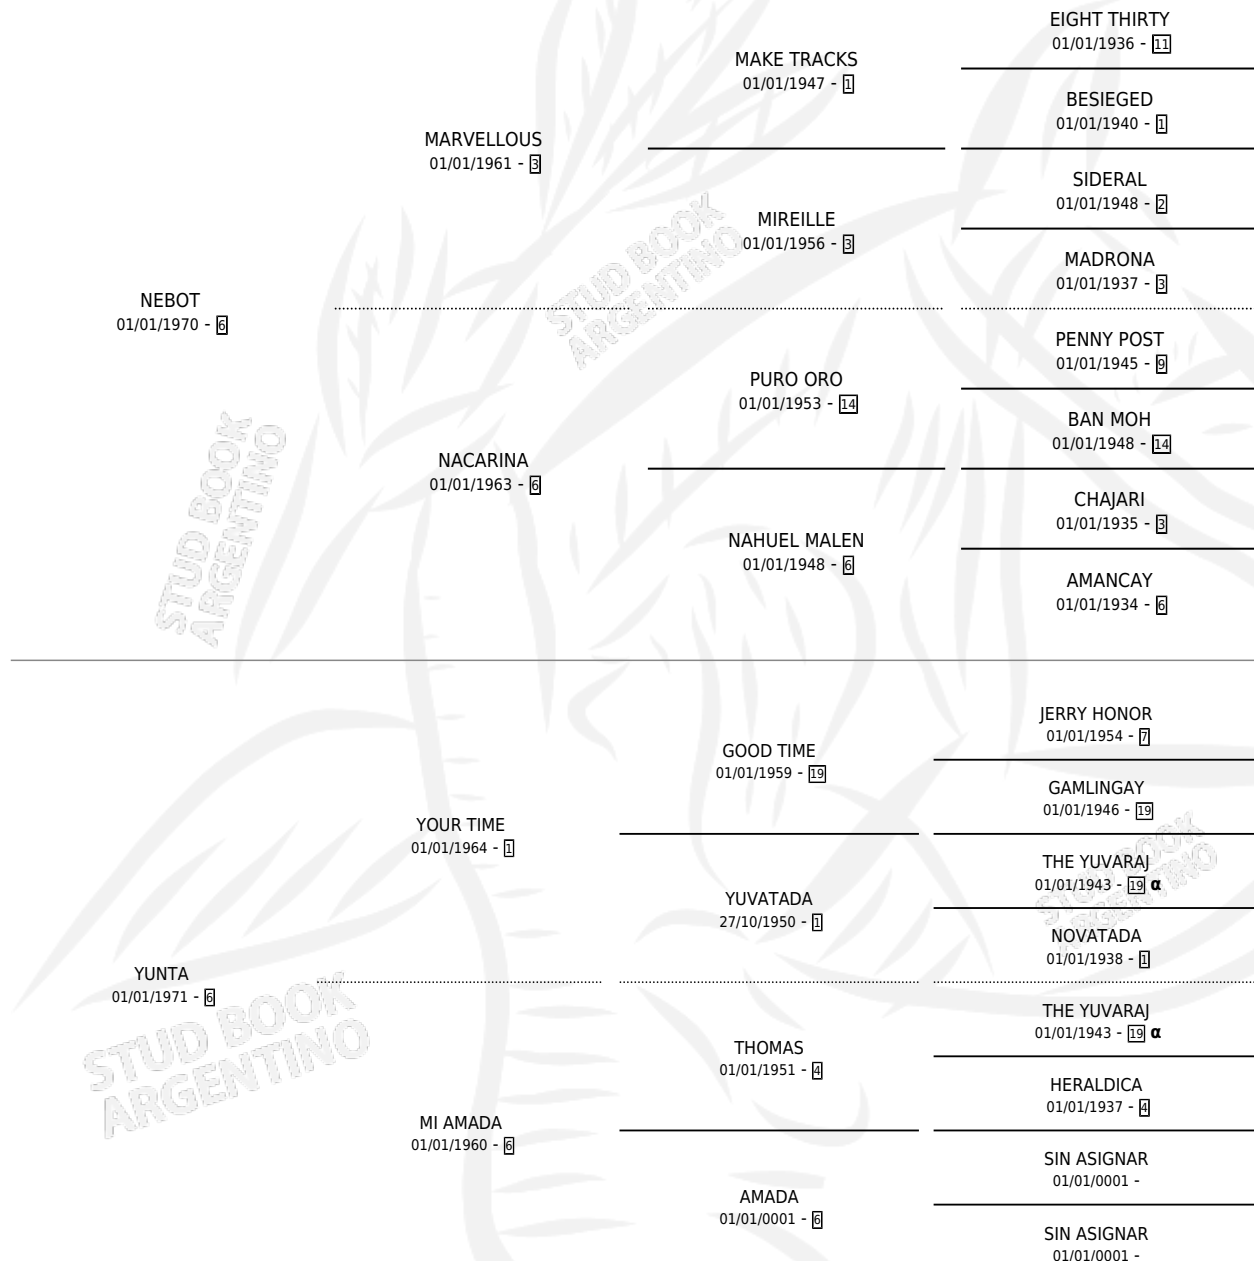 EIGHT THIRTY
01/01/1936 - 11
MAKE TRACKS
01/01/1947 - 1
BESIEGED
01/01/1940 - 1
MARVELLOUS
01/01/1961 - 3
SIDERAL
01/01/1948 - 2
MIREILLE
01/01/1956 - 3
MADRONA
01/01/1937 - 3
NEBOT
01/01/1970 - 6
PENNY POST
01/01/1945 - 9
PURO ORO
01/01/1953 - 14
BAN MOH
01/01/1948 - 14
NACARINA
01/01/1963 - 6
CHAJARI
01/01/1935 - 3
NAHUEL MALEN
01/01/1948 - 6
AMANCAY
01/01/1934 - 6
JERRY HONOR
01/01/1954 - 7
GOOD TIME
01/01/1959 - 19
GAMLINGAY
01/01/1946 - 19
YOUR TIME
01/01/1964 - 1
THE YUVARAJ
01/01/1943 - 19 α
YUVATADA
27/10/1950 - 1
NOVATADA
01/01/1938 - 1
YUNTA
01/01/1971 - 6
THE YUVARAJ
01/01/1943 - 19 α
THOMAS
01/01/1951 - 4
HERALDICA
01/01/1937 - 4
MI AMADA
01/01/1960 - 6
SIN ASIGNAR
01/01/0001 -
AMADA
01/01/0001 - 6
SIN ASIGNAR
01/01/0001 -
STUD BOOK
ARGENTINO
STUD BOOK
ARGENTINO
STUD BOOK
ARGENTINO
STUD BOOK
ARGENTINO